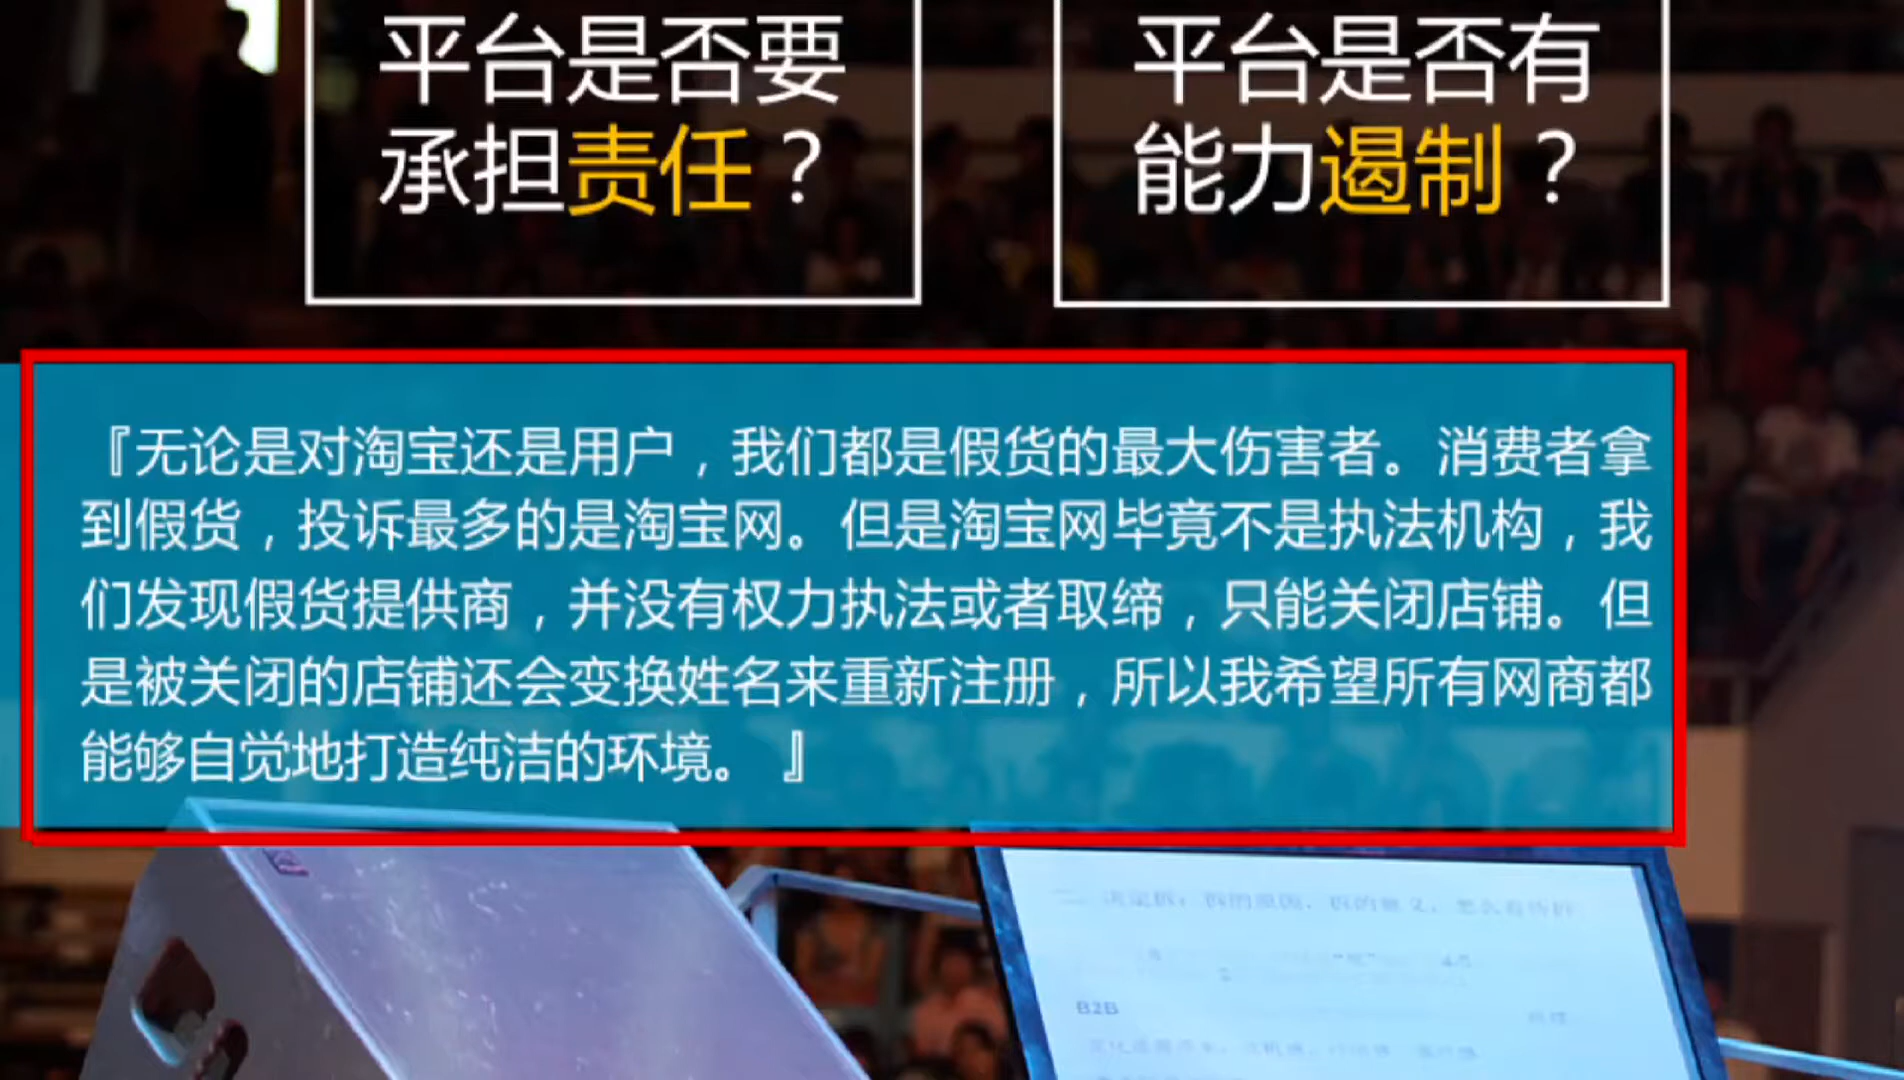 平台是否要
承担责任？
平台是否有
能力遏制？
『无论是对淘宝还是用户，我们都是假货的最大伤害者。消费者拿
到假货，投诉最多的是淘宝网。但是淘宝网毕竟不是执法机构，我
们发现假货提供商，并没有权力执法或者取缔，只能关闭店铺。但
是被关闭的店铺还会变换姓名来重新注册，所以我希望所有网商都
能够自觉地打造纯洁的环境。』
B2B